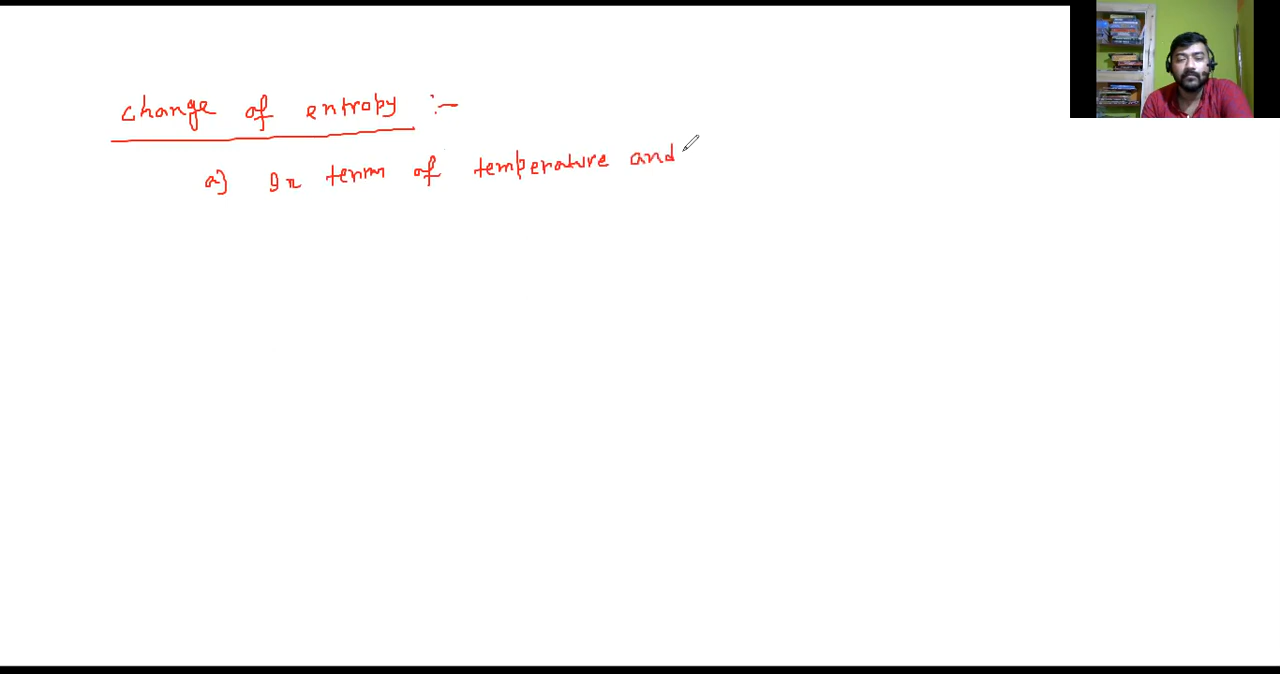 change of entropy :-
a) In term of temperature and